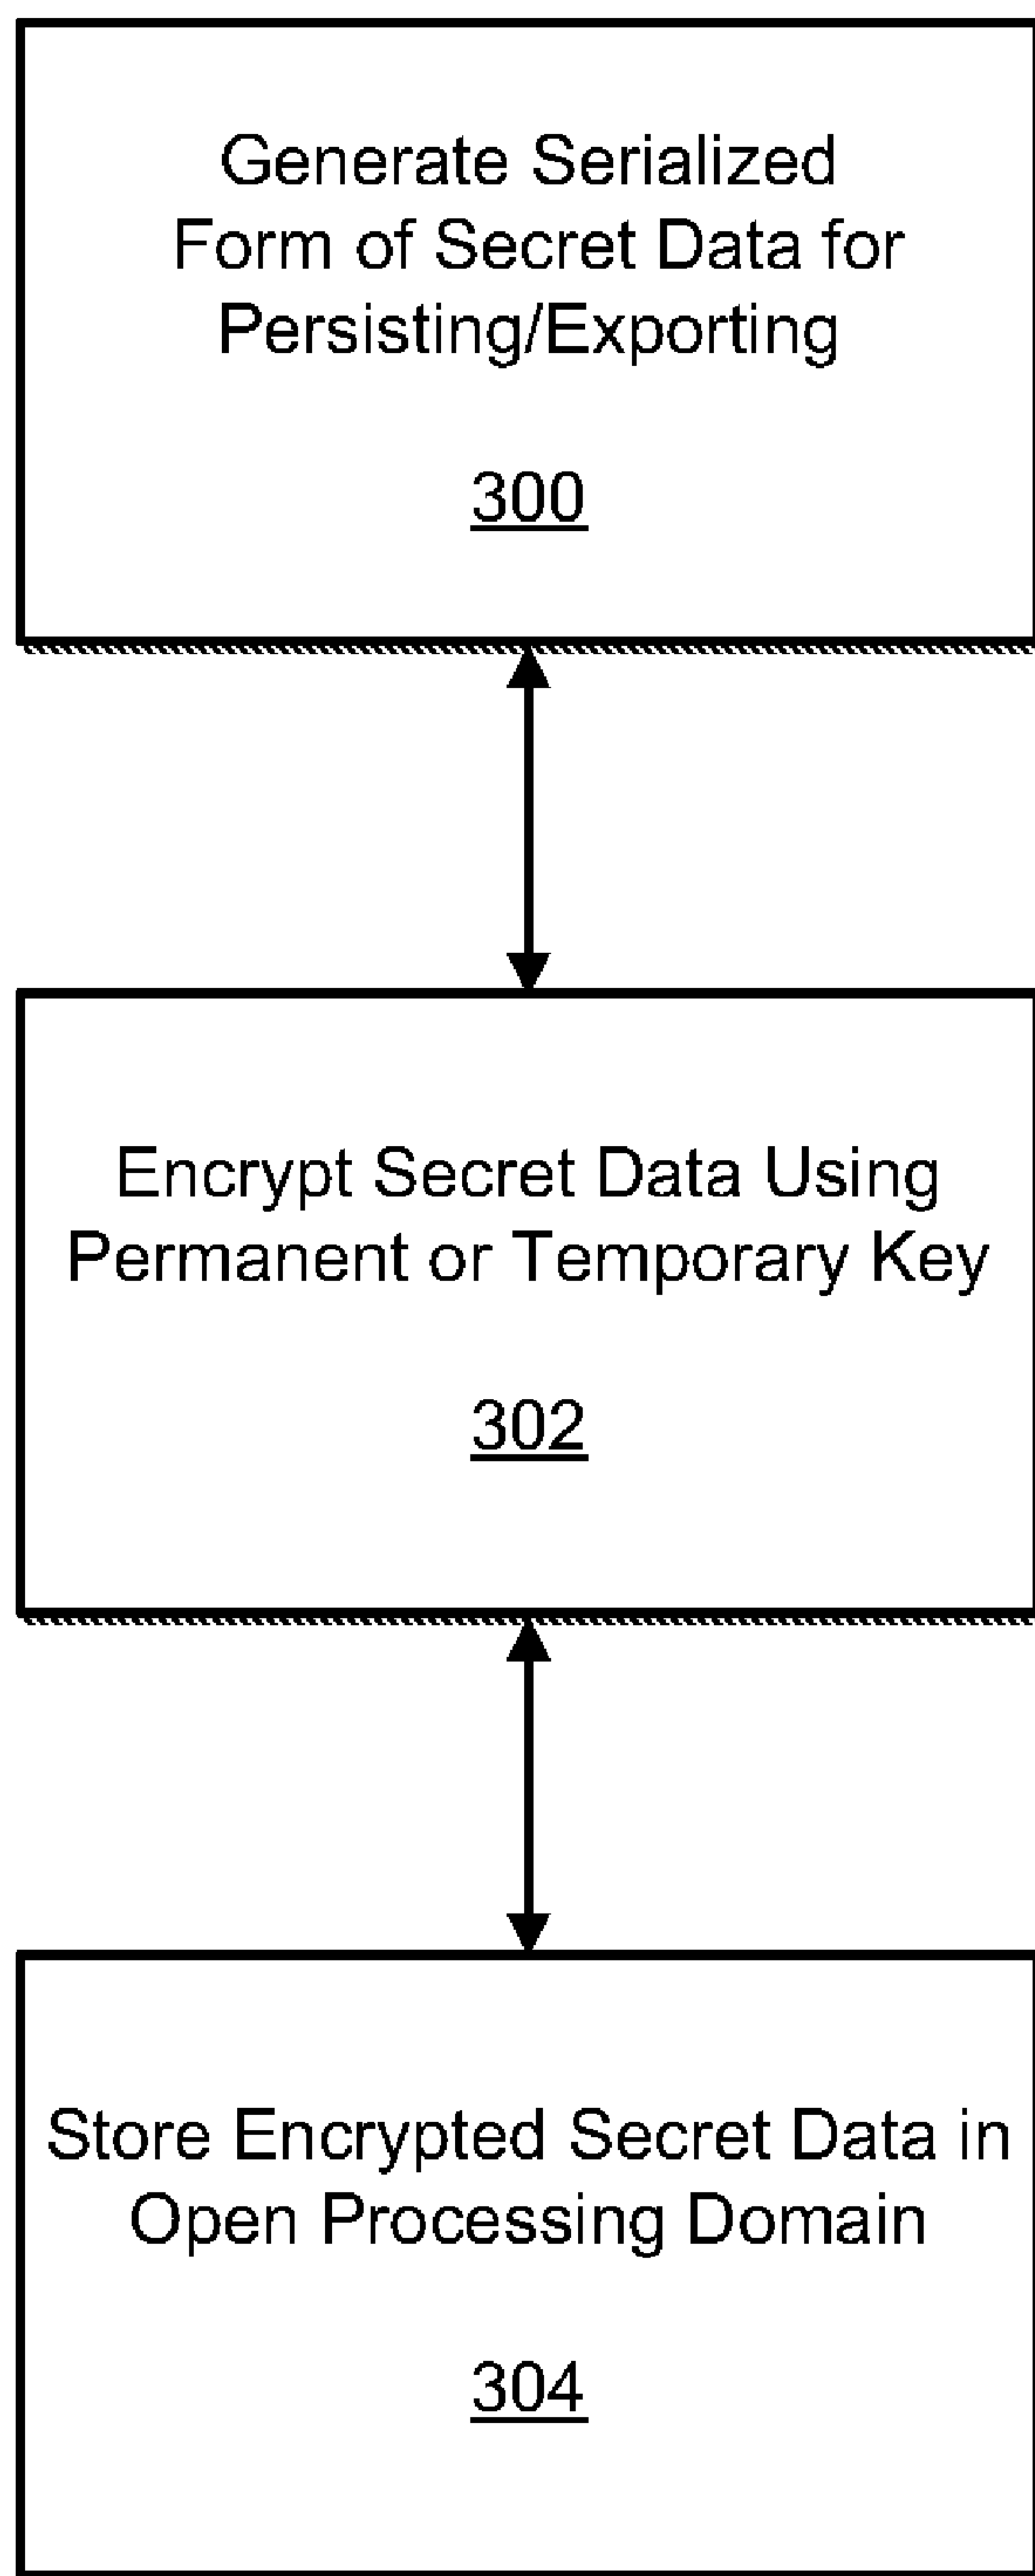 Generate Serialized
Form of Secret Data for
Persisting/Exporting
300
Encrypt Secret Data Using
Permanent or Temporary Key
302
Store Encrypted Secret Data in
Open Processing Domain
304